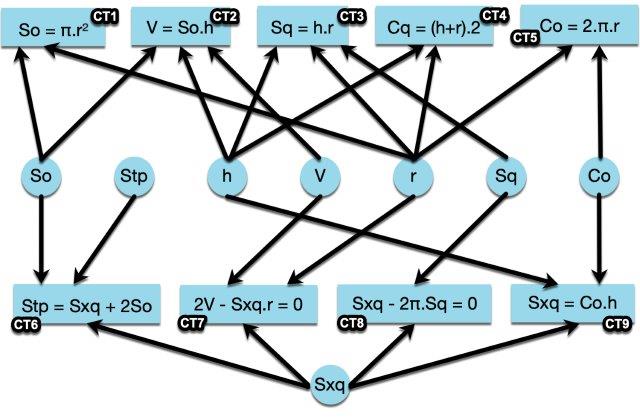 So = π.r²
CT1
V = So.h
CT2
Sq = h.r
CT3
Cq = (h+r).2
CT4
Co = 2.π.r
CT5
So
Stp
h
V
r
Sq
Co
Stp = Sxq + 2So
CT6
2V - Sxq.r = 0
CT7
Sxq - 2π.Sq = 0
CT8
Sxq = Co.h
CT9
Sxq